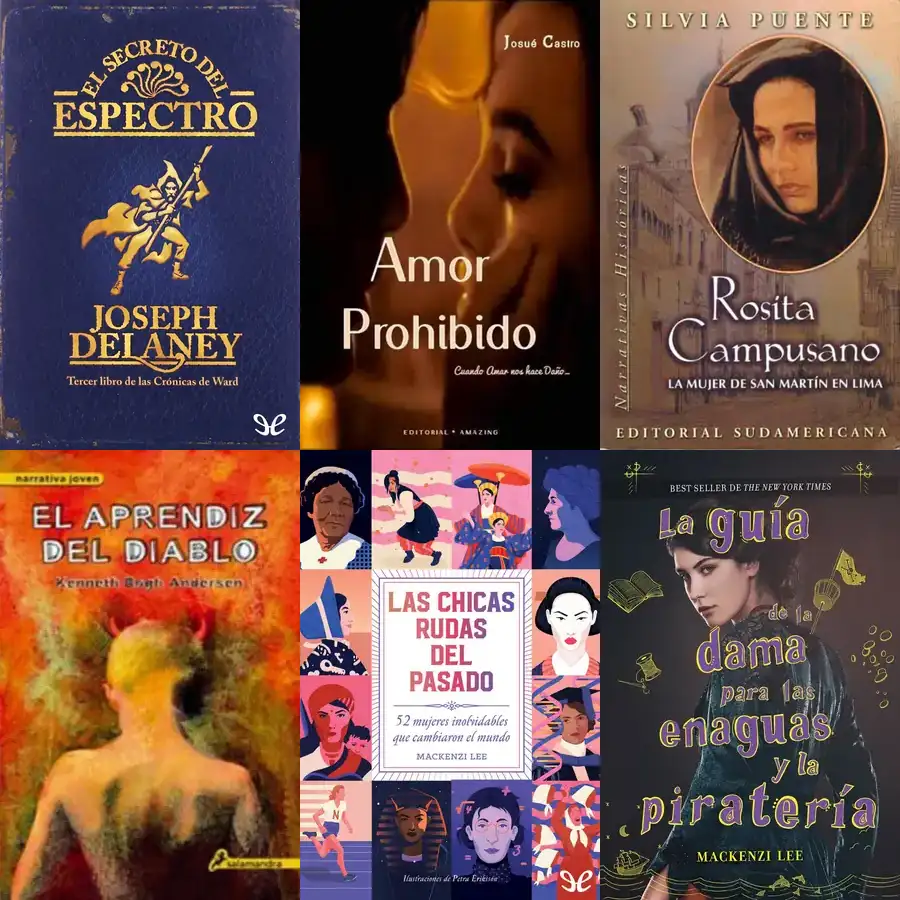 EL SECRETO DEL
ESPECTRO
JOSEPH
DELANEY
Tercer libro de las Crónicas de Ward
Josué Castro
Amor
Prohibido
Cuando Amar nos hace Daño...
EDITORIAL * AMAZING
SILVIA PUENTE
Narrativas Históricas
Rosita
Campusano
LA MUJER DE SAN MARTÍN EN LIMA
EDITORIAL SUDAMERICANA
narrativa joven
EL APRENDIZ
DEL DIABLO
Kenneth Bøgh Andersen
salamandra
LAS CHICAS
RUDAS
DEL
PASADO
52 mujeres inolvidables
que cambiaron el mundo
MACKENZI LEE
N
Ilustraciones de Petra Eriksson
BEST SELLER DE THE NEW YORK TIMES
La guía
de la
dama
para las
enaguas
y la
piratería
MACKENZI LEE